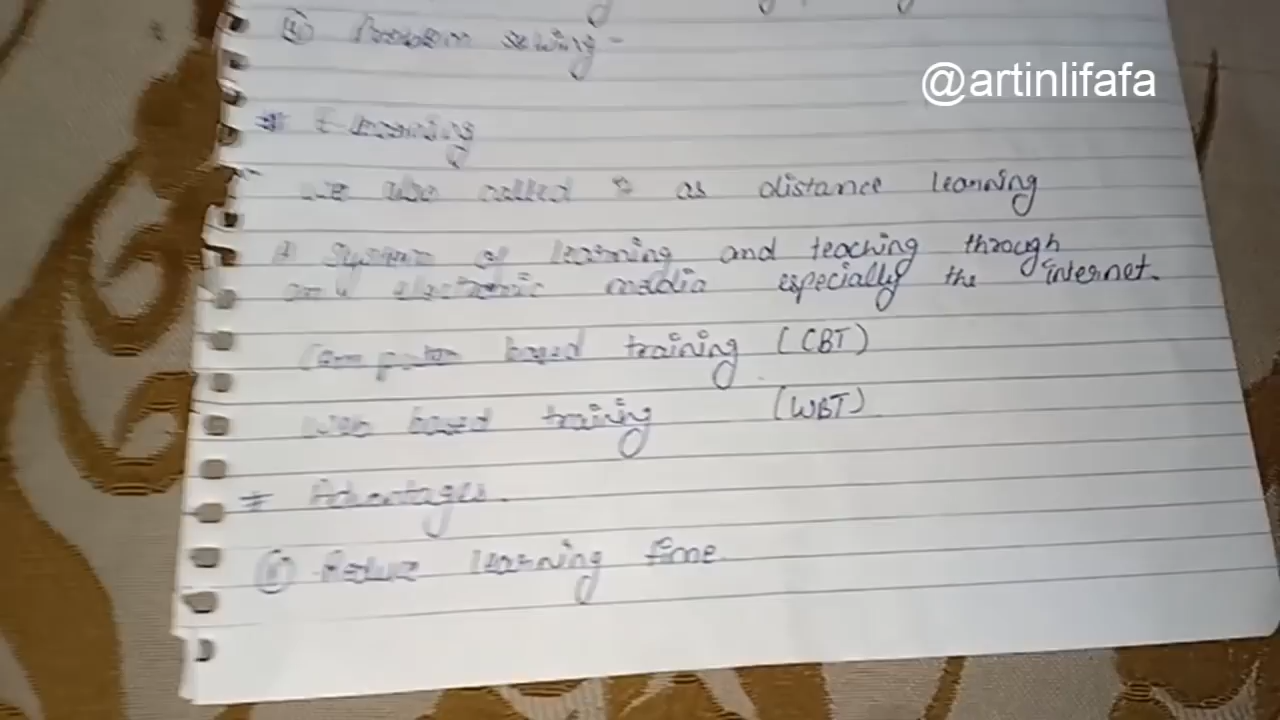 Problem solving -
@artinlifafa
# E-learning
we also called as distance learning
A System of learning and teaching through
electronic media especially the internet.
Computer based training (CBT)
Web based training (WBT)
# Advantages.
Reduce learning time